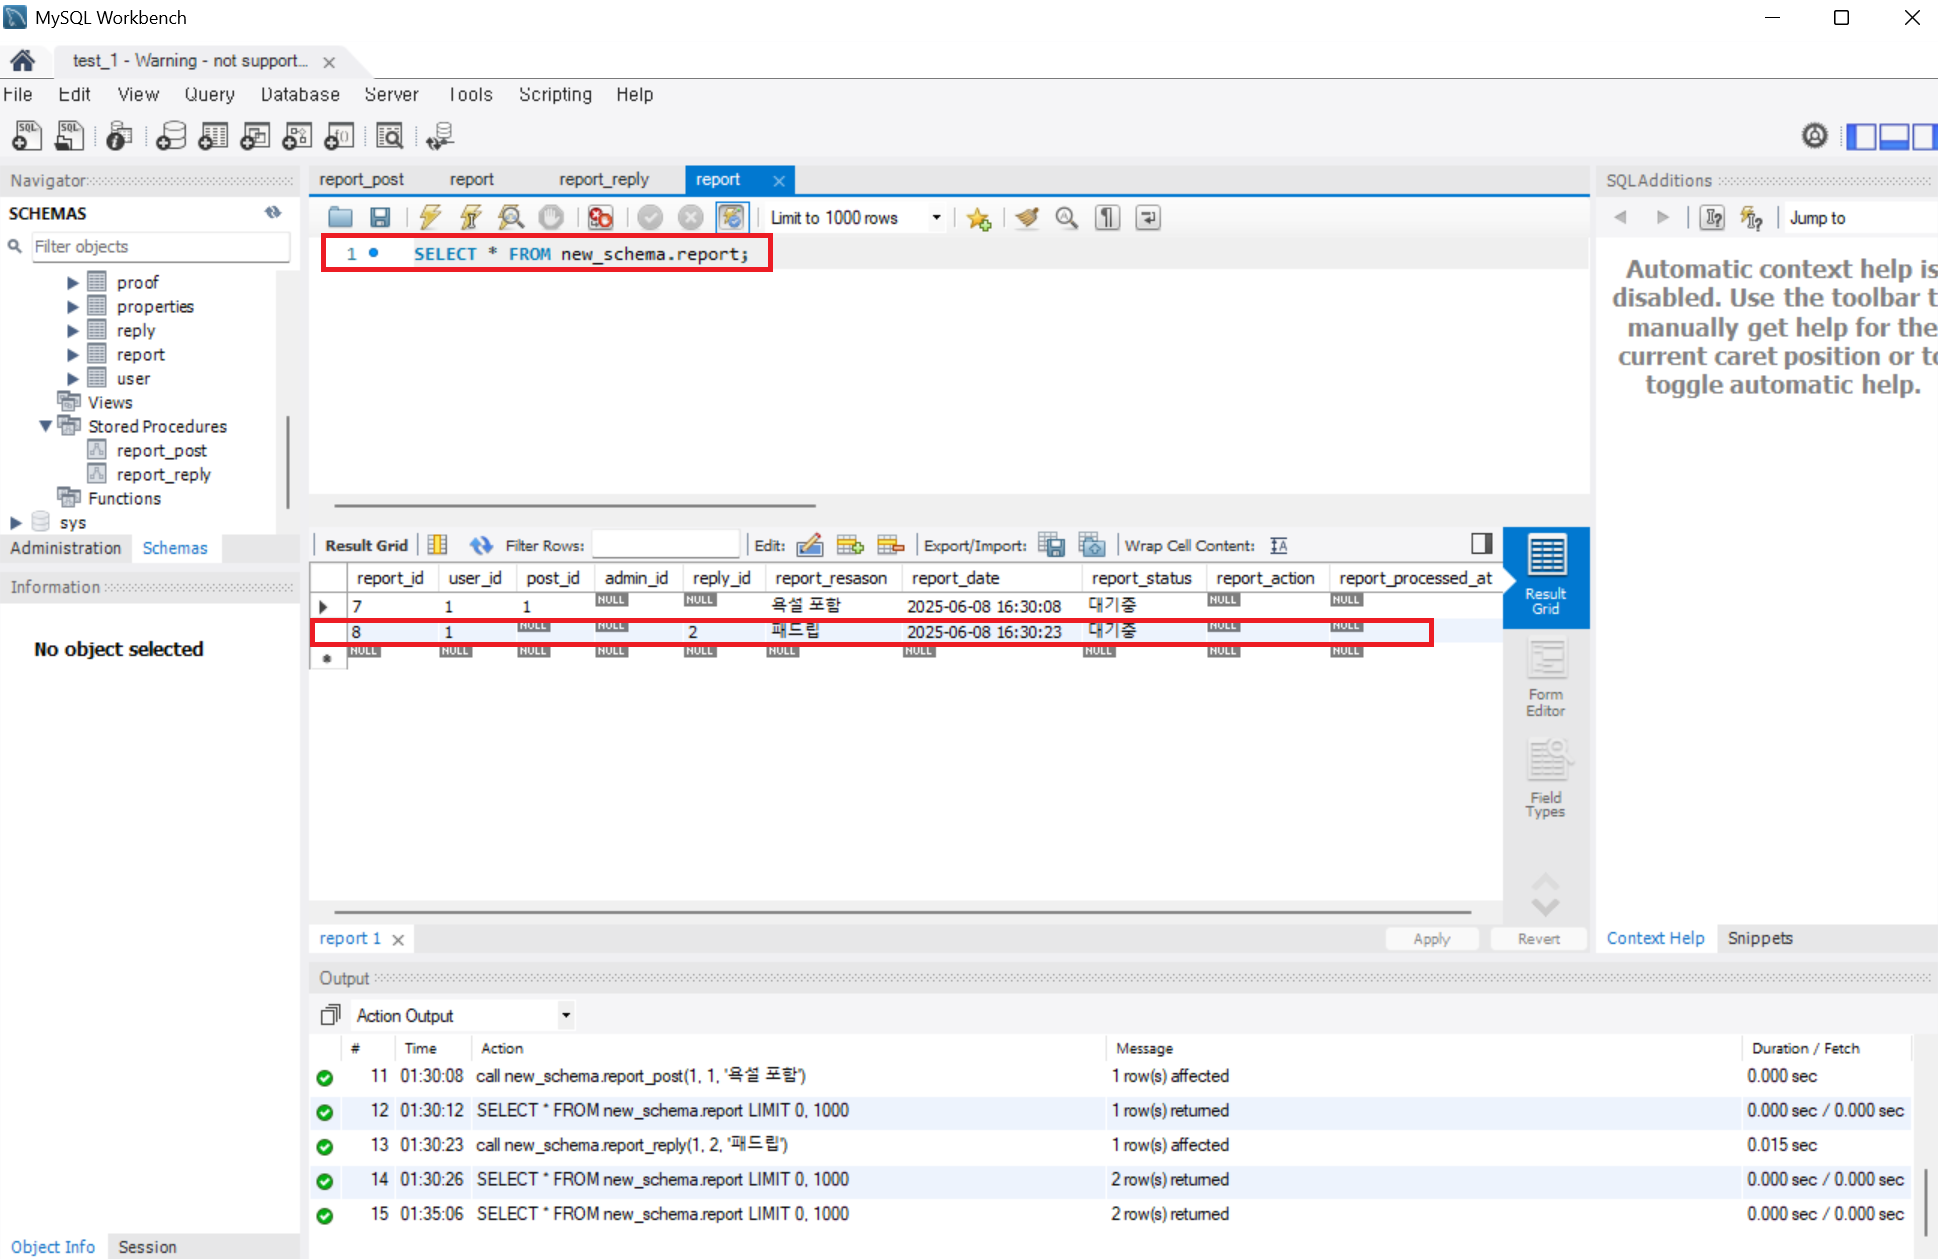 MySQL Workbench
test_1 - Warning - not support...
File Edit View Query Database Server Tools Scripting Help
Navigator
SCHEMAS
Filter objects
proof
properties
reply
report
user
Views
Stored Procedures
report_post
report_reply
Functions
sys
Administration Schemas
Information
No object selected
Object Info Session
report_post report report_reply report
Limit to 1000 rows
1 SELECT * FROM new_schema.report;
Result Grid Filter Rows: Edit: Export/Import: Wrap Cell Content:
report_id user_id post_id admin_id reply_id report_resason report_date report_status report_action report_processed_at
7 1 1 NULL NULL 욕설 포함 2025-06-08 16:30:08 대기중 NULL NULL
8 1 NULL NULL 2 패드립 2025-06-08 16:30:23 대기중 NULL NULL
NULL NULL NULL NULL NULL NULL NULL NULL NULL NULL
Result
Grid
Form
Editor
Field
Types
report 1 Apply Revert
SQLAdditions
Jump to
Automatic context help is
disabled. Use the toolbar t
manually get help for the
current caret position or to
toggle automatic help.
Context Help Snippets
Output
Action Output
# Time Action Message Duration / Fetch
11 01:30:08 call new_schema.report_post(1, 1, '욕설 포함') 1 row(s) affected 0.000 sec
12 01:30:12 SELECT * FROM new_schema.report LIMIT 0, 1000 1 row(s) returned 0.000 sec / 0.000 sec
13 01:30:23 call new_schema.report_reply(1, 2, '패드립') 1 row(s) affected 0.015 sec
14 01:30:26 SELECT * FROM new_schema.report LIMIT 0, 1000 2 row(s) returned 0.000 sec / 0.000 sec
15 01:35:06 SELECT * FROM new_schema.report LIMIT 0, 1000 2 row(s) returned 0.000 sec / 0.000 sec